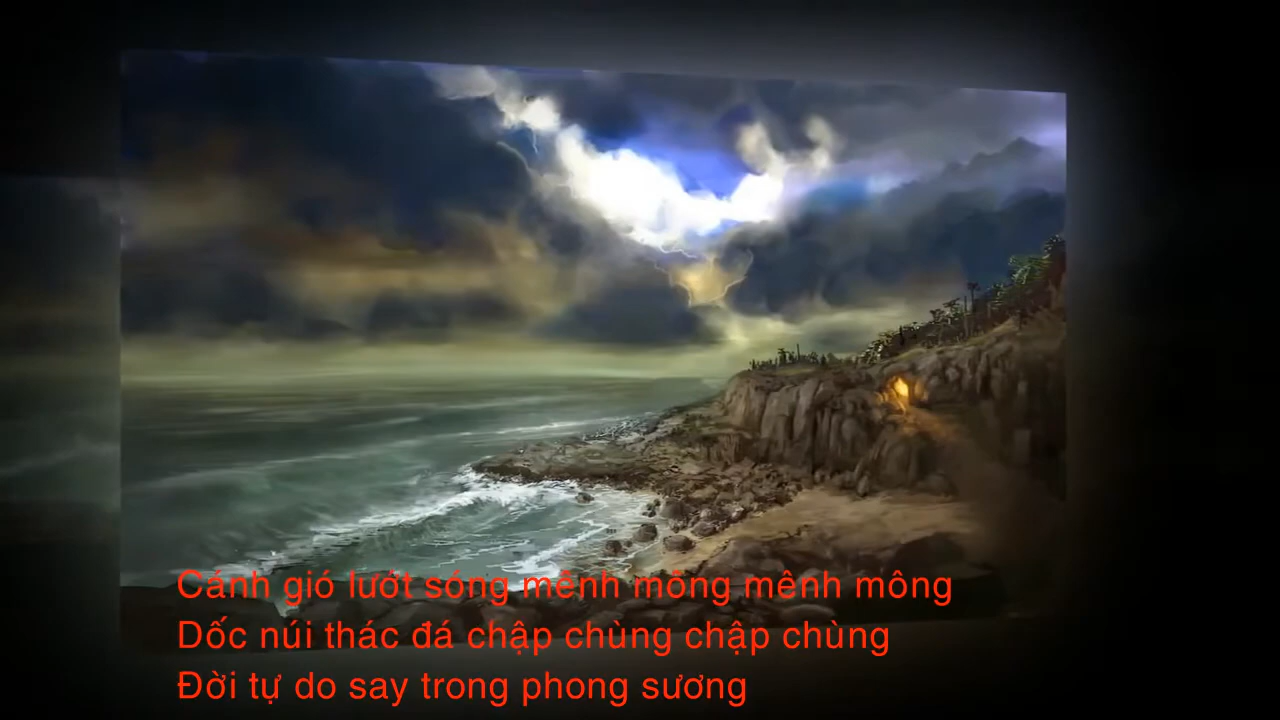 Cánh gió lướt sóng mênh mông mênh mông
Dốc núi thác đá chập chùng chập chùng
Đời tự do say trong phong sương